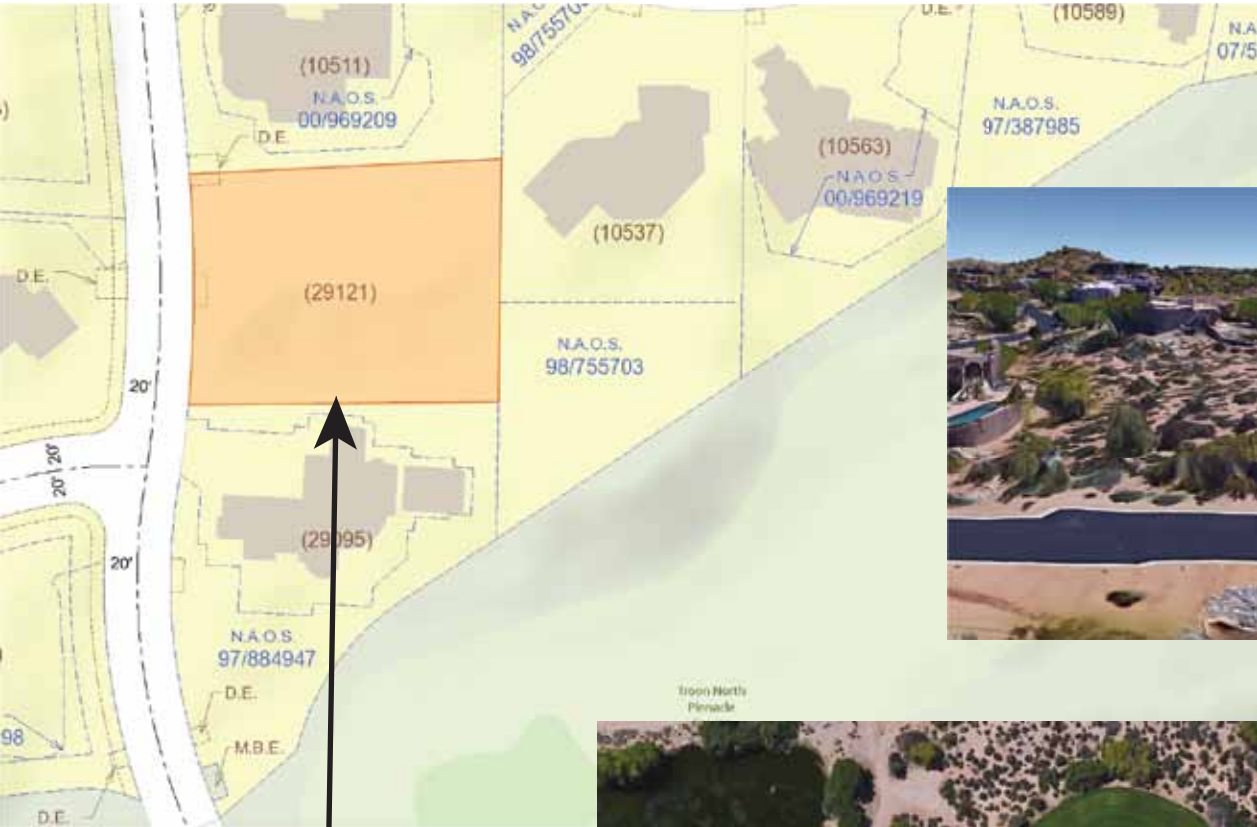 (10511)
N.A.O.S.
00/969209
D.E.
N.A.O.
98/75570
D.E.
(10589)
07/5
N.A.O.S.
97/387985
(10563)
N.A.O.S.
00/969219
(10537)
D.E.
(29121)
N.A.O.S.
98/755703
20'
20'
20'
20'
(29095)
N.A.O.S.
97/884947
D.E.
M.B.E.
98
D.E.
Troon North
Pinnacle